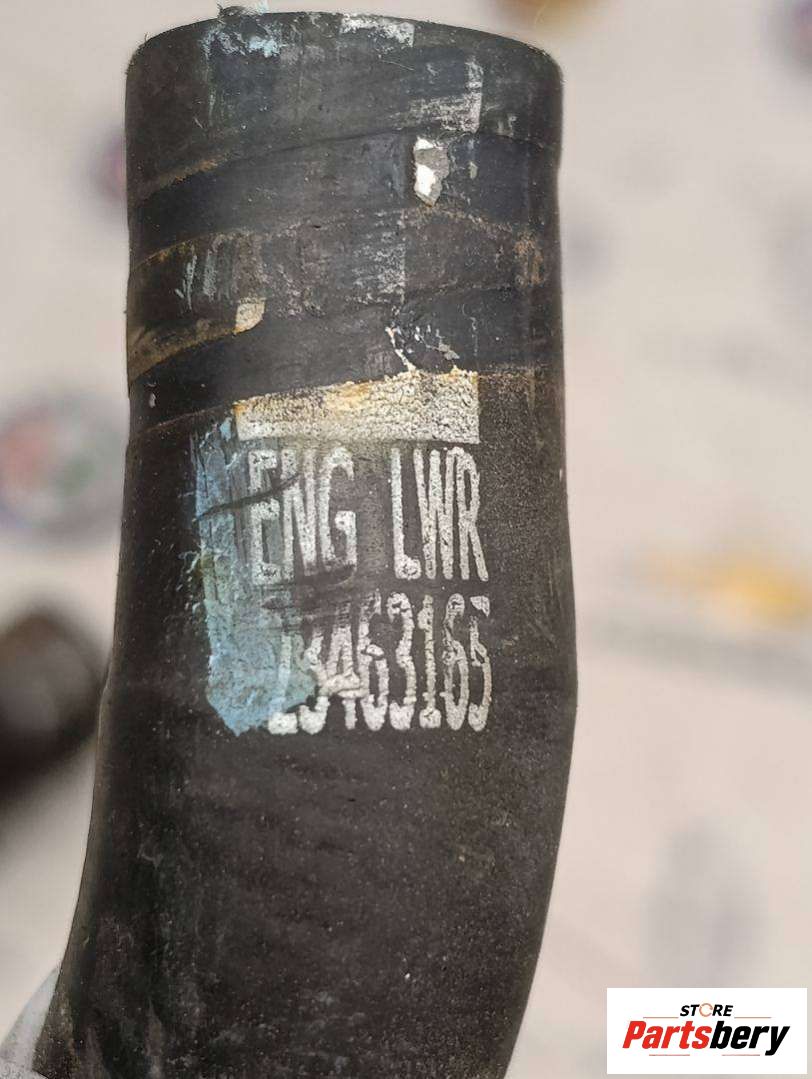 ENG LWR
23463165
STORE
Partsbery